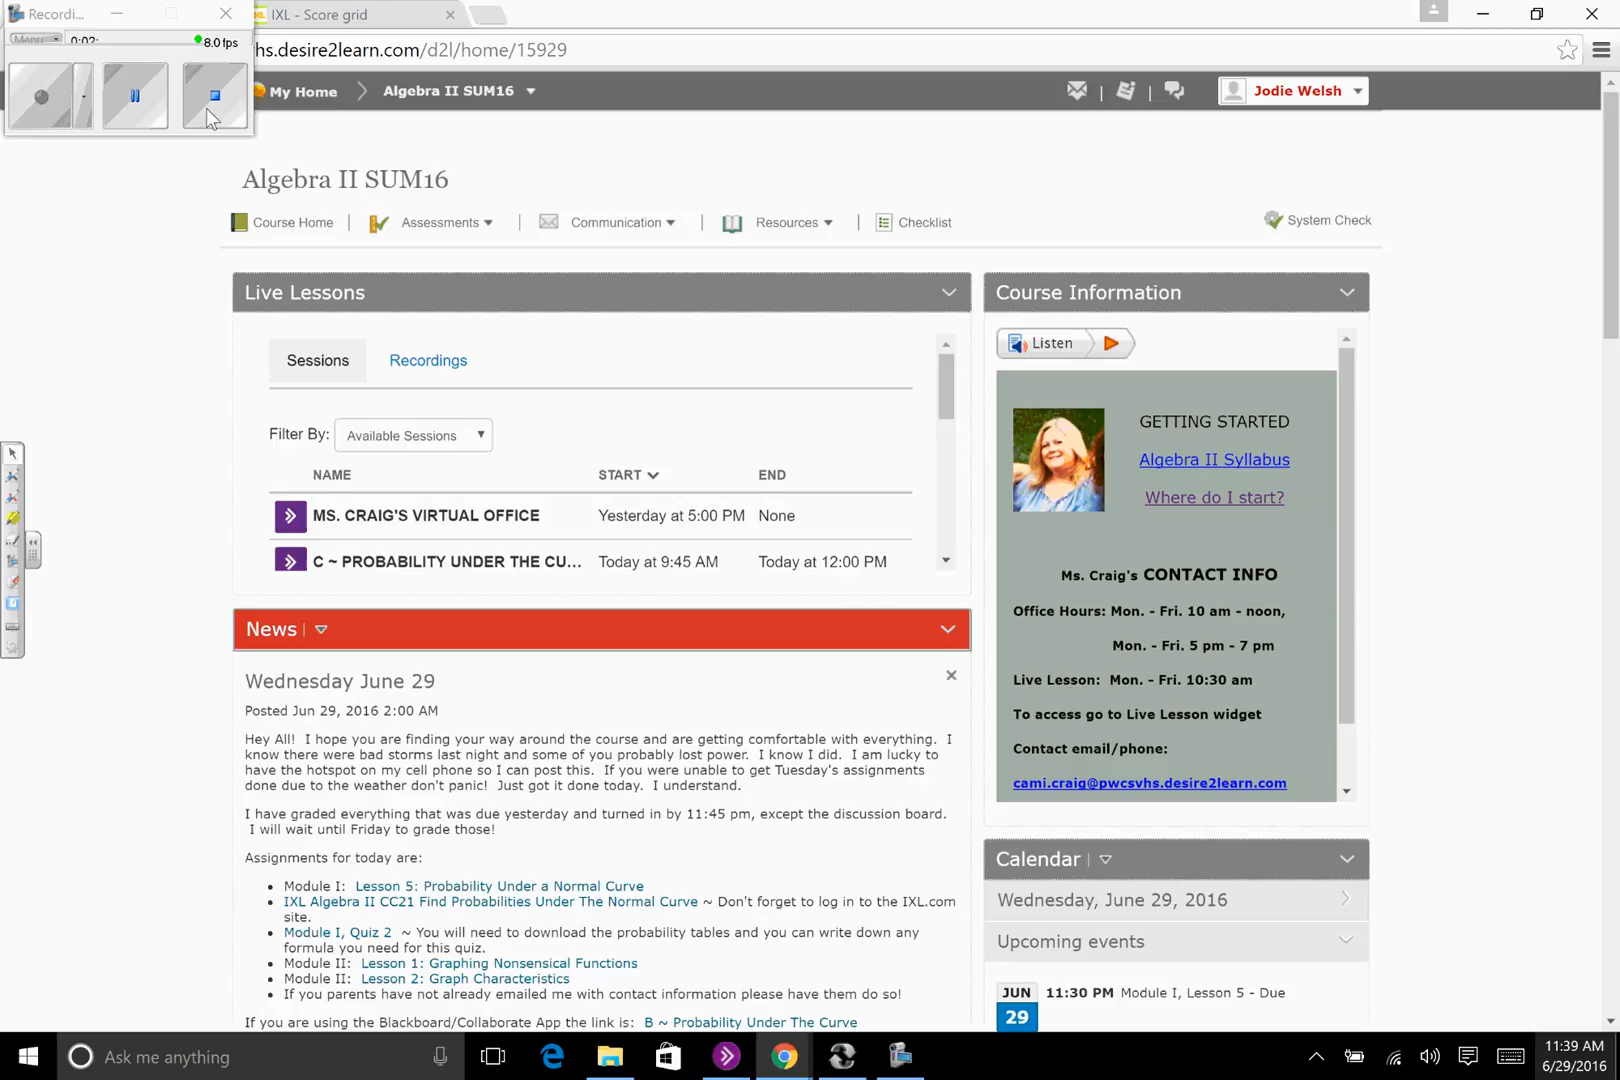 Recordi...
IXL - Score grid
Menu
0:02:
8.0 fps
hs.desire2learn.com/d2l/home/15929
My Home
Algebra II SUM16
Jodie Welsh
Algebra II SUM16
Course Home
Assessments
Communication
Resources
Checklist
System Check
Live Lessons
Sessions
Recordings
Filter By:
Available Sessions
NAME
START
END
MS. CRAIG'S VIRTUAL OFFICE
Yesterday at 5:00 PM
None
C ~ PROBABILITY UNDER THE CU...
Today at 9:45 AM
Today at 12:00 PM
Course Information
Listen
GETTING STARTED
Algebra II Syllabus
Where do I start?
Ms. Craig's CONTACT INFO
Office Hours: Mon. - Fri. 10 am - noon,
Mon. - Fri. 5 pm - 7 pm
Live Lesson: Mon. - Fri. 10:30 am
To access go to Live Lesson widget
Contact email/phone:
cami.craig@pwcsvhs.desire2learn.com
News
Wednesday June 29
Posted Jun 29, 2016 2:00 AM
Hey All! I hope you are finding your way around the course and are getting comfortable with everything. I
know there were bad storms last night and some of you probably lost power. I know I did. I am lucky to
have the hotspot on my cell phone so I can post this. If you were unable to get Tuesday's assignments
done due to the weather don't panic! Just got it done today. I understand.
I have graded everything that was due yesterday and turned in by 11:45 pm, except the discussion board.
I will wait until Friday to grade those!
Assignments for today are:
Module I: Lesson 5: Probability Under a Normal Curve
IXL Algebra II CC21 Find Probabilities Under The Normal Curve ~ Don't forget to log in to the IXL.com
site.
Module I, Quiz 2 ~ You will need to download the probability tables and you can write down any
formula you need for this quiz.
Module II: Lesson 1: Graphing Nonsensical Functions
Module II: Lesson 2: Graph Characteristics
If you parents have not already emailed me with contact information please have them do so!
If you are using the Blackboard/Collaborate App the link is: B ~ Probability Under The Curve
Calendar
Wednesday, June 29, 2016
Upcoming events
JUN
29
11:30 PM Module I, Lesson 5 - Due
Ask me anything
11:39 AM
6/29/2016